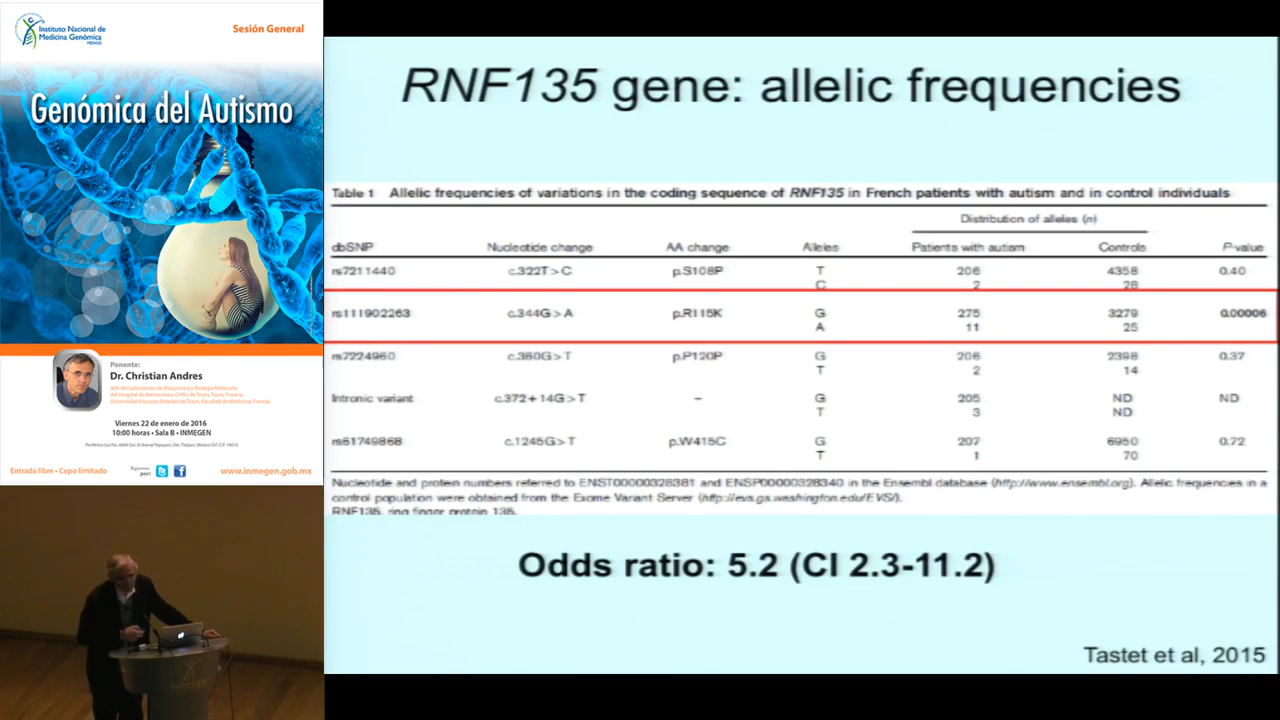 Instituto Nacional de
Medicina Genómica
MÉXICO
Sesión General
Genómica del Autismo
Ponente:
Dr. Christian Andres
Viernes 22 de enero de 2016
10:00 horas • Sala B • INMEGEN
Entrada libre • Cupo limitado
Síguenos
por:
www.inmegen.gob.mx
INMEGEN
RNF135 gene: allelic frequencies
Table 1 Allelic frequencies of variations in the coding sequence of RNF135 in French patients with autism and in control individuals
Distribution of alleles (n)
dbSNP Nucleotide change AA change Alleles Patients with autism Controls P-value
rs7211440 c.322T>C p.S108P T 206 4358 0.40
C 2 28
rs111902263 c.344G>A p.R115K G 275 3279 0.00006
A 11 25
rs7224960 c.360G>T p.P120P G 206 2398 0.37
T 2 14
Intronic variant c.372+14G>T – G 205 ND ND
T 3 ND
rs61749868 c.1245G>T p.W415C G 207 6950 0.72
T 1 70
Nucleotide and protein numbers referred to ENST00000328381 and ENSP00000328340 in the Ensembl database (http://www.ensembl.org). Allelic frequencies in a
control population were obtained from the Exome Variant Server (http://evs.gs.washington.edu/EVS/).
RNF135, ring finger protein 135.
Odds ratio: 5.2 (CI 2.3-11.2)
Tastet et al, 2015